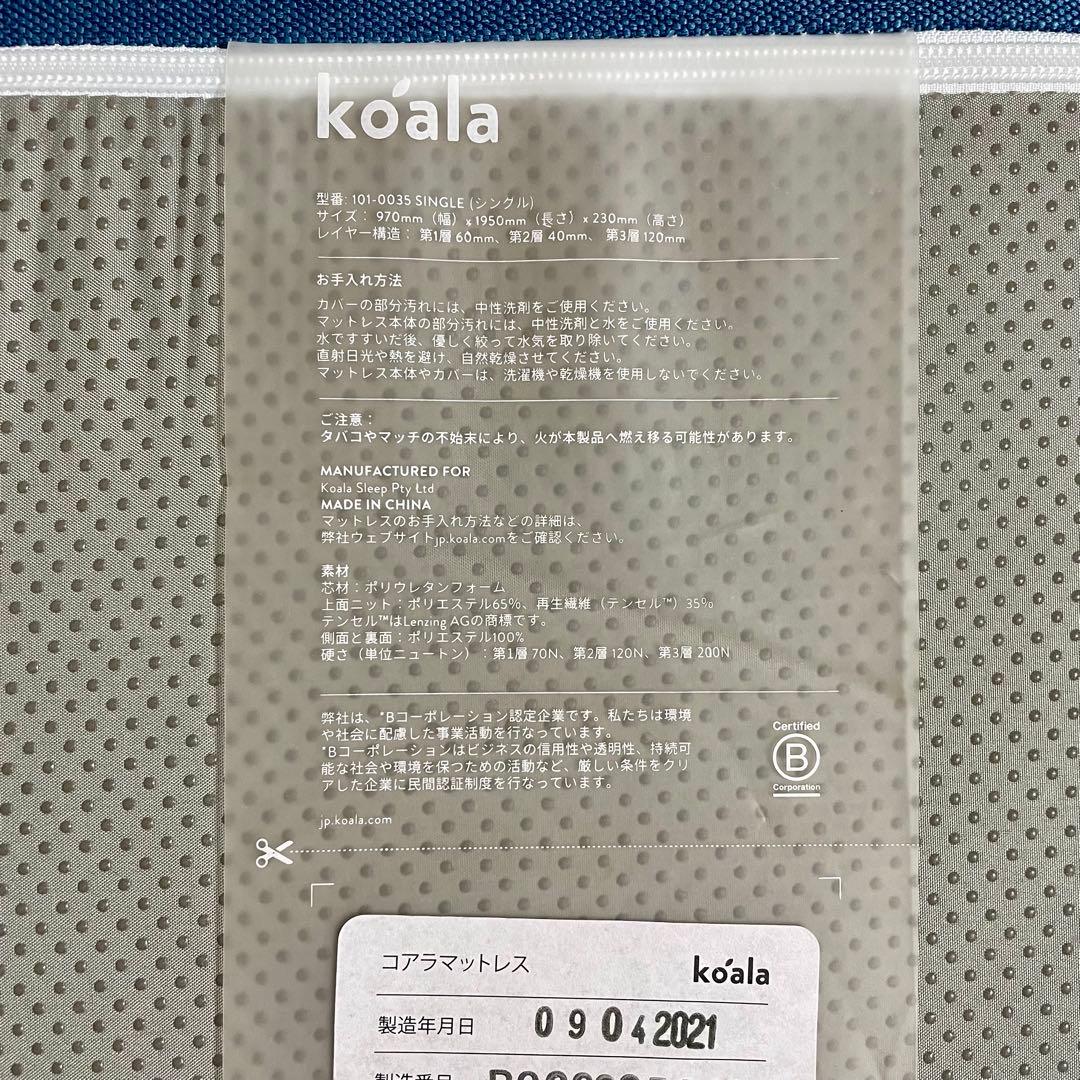 koala
型番: 101-0035 SINGLE (シングル)
サイズ： 970mm（幅）x 1950mm（長さ）x 230mm（高さ）
レイヤー構造： 第1層 60mm、第2層 40mm、 第3層 120mm
お手入れ方法
カバーの部分汚れには、中性洗剤をご使用ください。
マットレス本体の部分汚れには、中性洗剤と水をご使用ください。
水ですすいだ後、優しく絞って水気を取り除いてください。
直射日光や熱を避け、自然乾燥させてください。
マットレス本体やカバーは、洗濯機や乾燥機を使用しないでください。
ご注意：
タバコやマッチの不始末により、火が本製品へ燃え移る可能性があります。
MANUFACTURED FOR
Koala Sleep Pty Ltd
MADE IN CHINA
マットレスのお手入れ方法などの詳細は、
弊社ウェブサイトjp.koala.comをご確認ください。
素材
芯材：ポリウレタンフォーム
上面ニット：ポリエステル65%、再生繊維（テンセル™）35%
テンセル™はLenzing AGの商標です。
側面と裏面：ポリエステル100%
硬さ（単位ニュートン）：第1層 70N、第2層 120N、第3層 200N
弊社は、*Bコーポレーション認定企業です。私たちは環境
や社会に配慮した事業活動を行なっています。
*Bコーポレーションはビジネスの信用性や透明性、持続可
能な社会や環境を保つための活動など、厳しい条件をクリ
アした企業に民間認証制度を行なっています。
Certified
B
Corporation
jp.koala.com
コアラマットレス koala
製造年月日 09 04 2021
製造番号